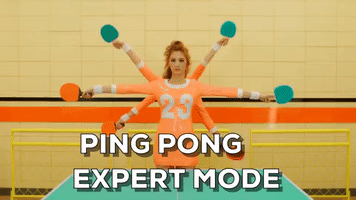 23
PING PONG
EXPERT MODE